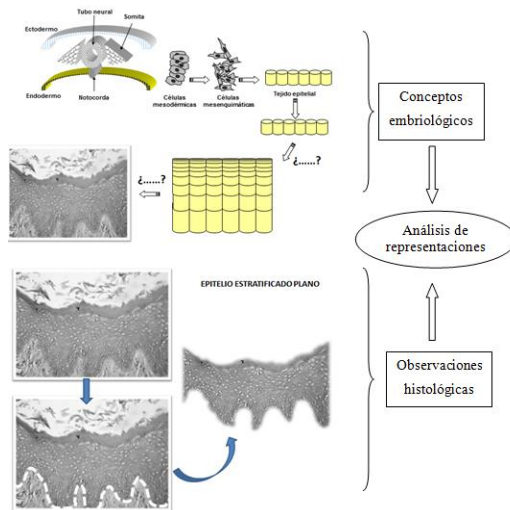 Tubo neural
Somita
Ectodermo
Endodermo
Notocorda
Células
mesodérmicas
Células
mesenquimáticas
Tejido epitelial
¿......?
¿......?
Conceptos
embriológicos
Análisis de
representaciones
EPITELIO ESTRATIFICADO PLANO
Observaciones
histológicas